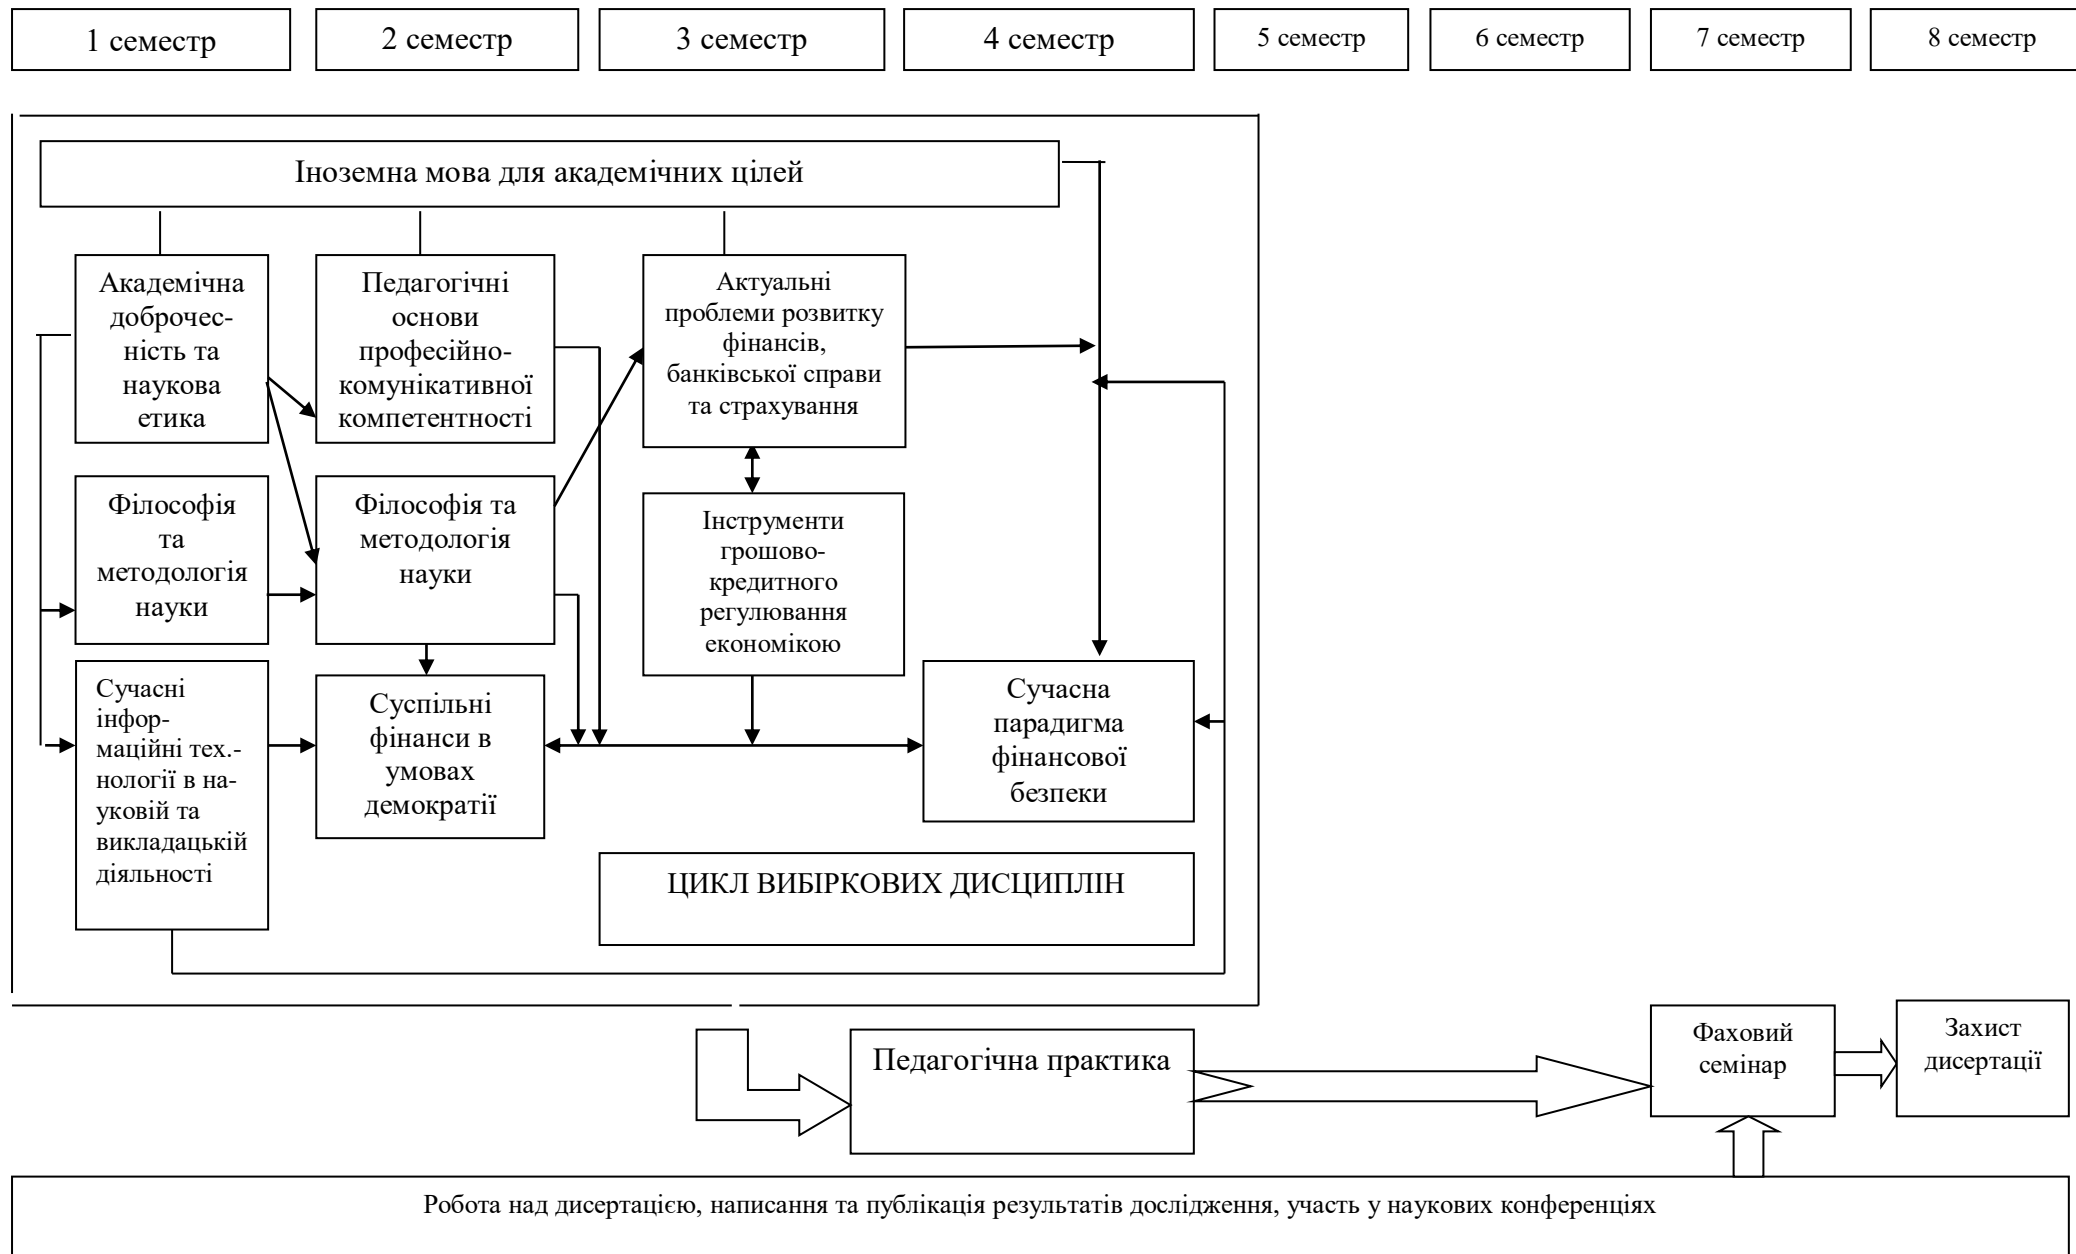 1 семестр
2 семестр
3 семестр
4 семестр
5 семестр
6 семестр
7 семестр
8 семестр
Іноземна мова для академічних цілей
Академічна
доброчес-
ність та
наукова
етика
Педагогічні
основи
професійно-
комунікативної
компетентності
Актуальні
проблеми розвитку
фінансів,
банківської справи
та страхування
Філософія
та
методологія
науки
Філософія та
методологія
науки
Інструменти
грошово-
кредитного
регулювання
економікою
Сучасні
інфор-
маційні тех.-
нології в на-
уковій та
викладацькій
діяльності
Суспільні
фінанси в
умовах
демократії
Сучасна
парадигма
фінансової
безпеки
ЦИКЛ ВИБІРКОВИХ ДИСЦИПЛІН
Педагогічна практика
Фаховий
семінар
Захист
дисертації
Робота над дисертацією, написання та публікація результатів дослідження, участь у наукових конференціях